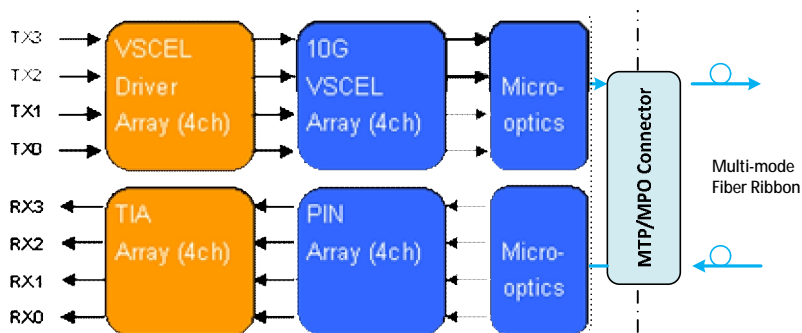 TX3
TX2
TX1
TX0
VSCEL
Driver
Array (4ch)
10G
VSCEL
Array (4ch)
Micro-
optics
RX3
RX2
RX1
RX0
TIA
Array (4ch)
PIN
Array (4ch)
Micro-
optics
MTP/MPO Connector
Multi-mode
Fiber Ribbon